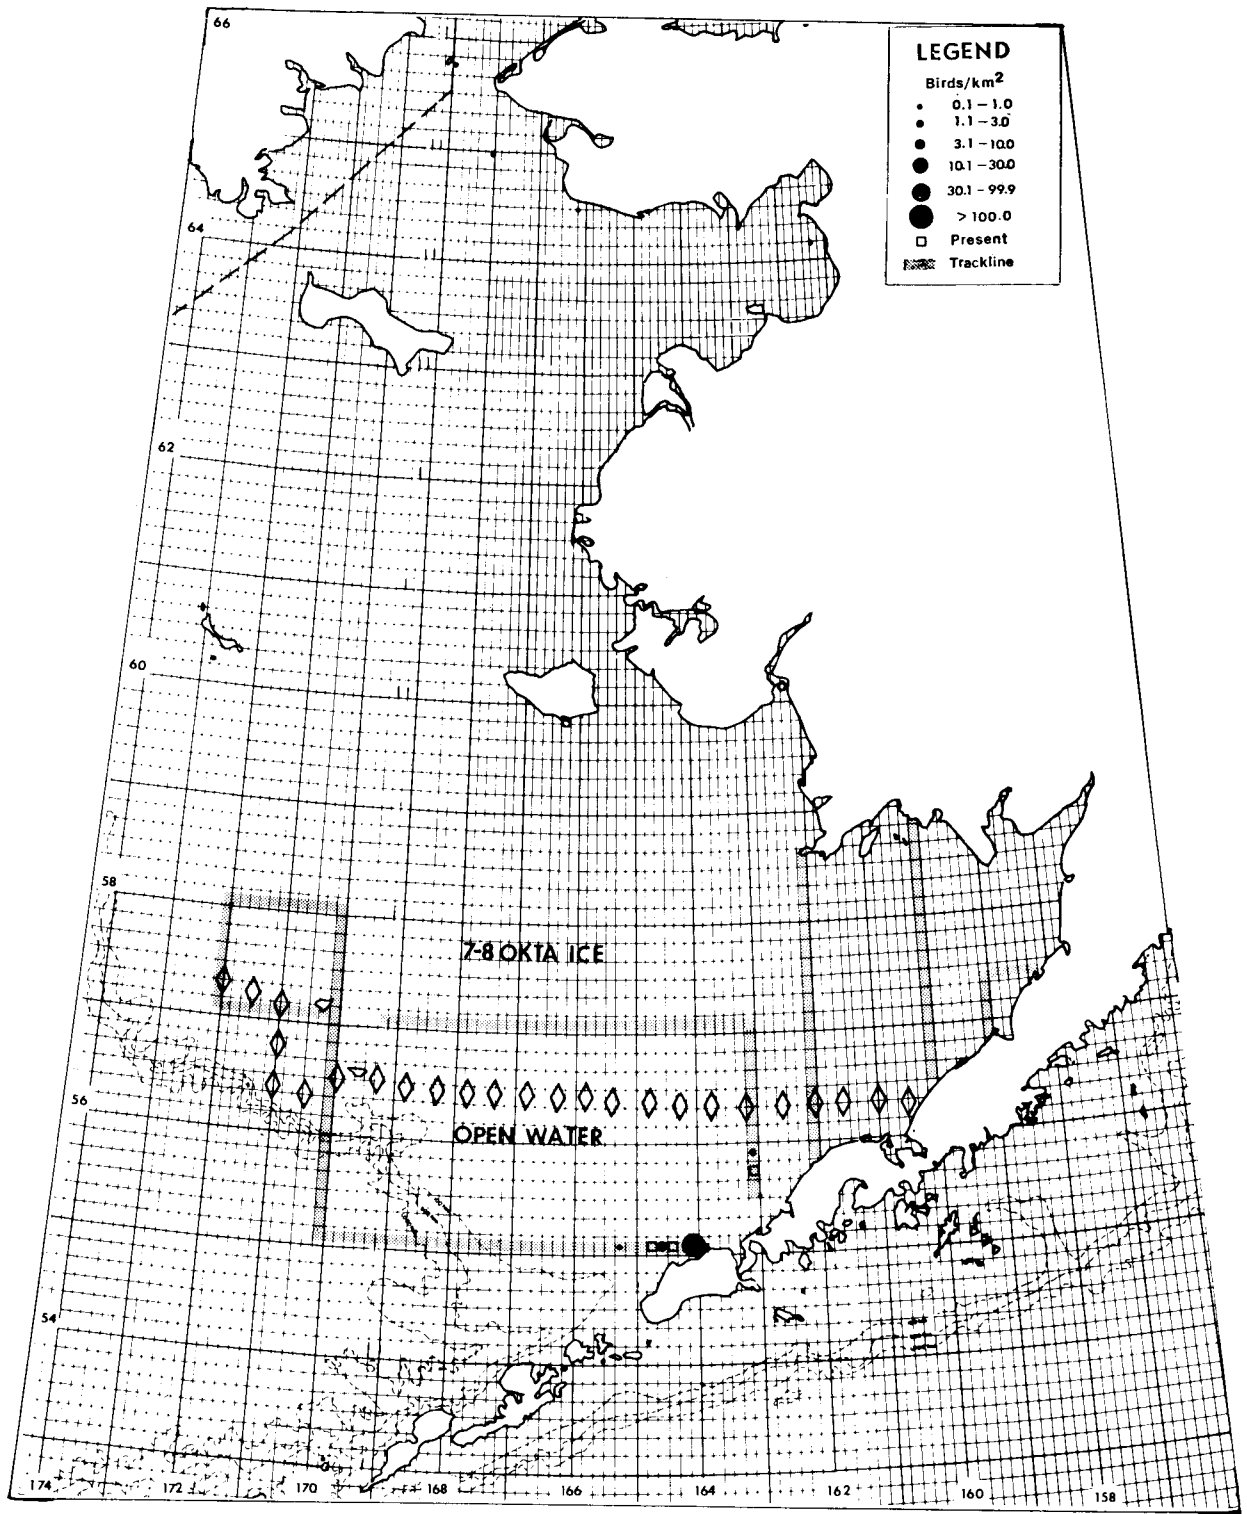 66
LEGEND
Birds/km²
0.1 – 1.0
1.1 – 3.0
3.1 – 10.0
10.1 – 30.0
30.1 – 99.9
> 100.0
Present
Trackline
64
62
60
58
7-8 OKTA ICE
56
OPEN WATER
54
174 172 170 168 166 164 162 160 158